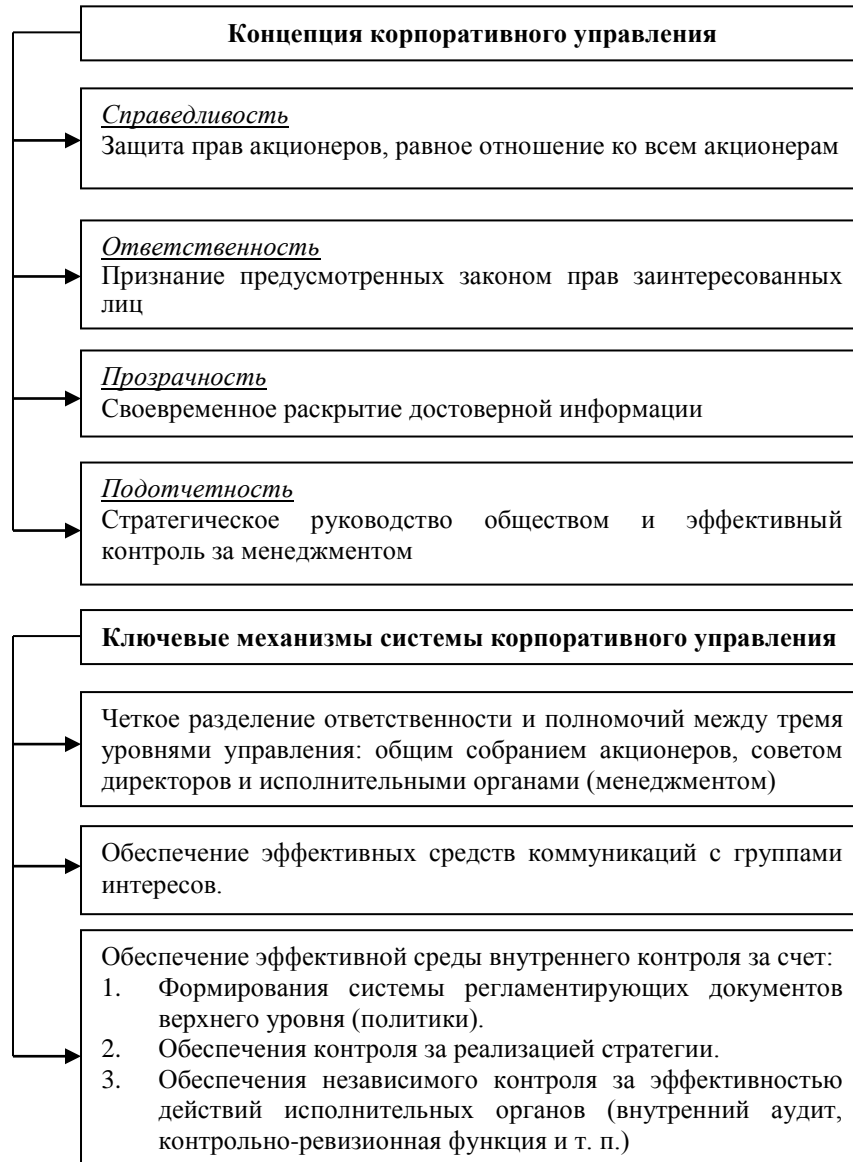 Концепция корпоративного управления
Справедливость
Защита прав акционеров, равное отношение ко всем акционерам
Ответственность
Признание предусмотренных законом прав заинтересованных
лиц
Прозрачность
Своевременное раскрытие достоверной информации
Подотчетность
Стратегическое руководство обществом и эффективный
контроль за менеджментом
Ключевые механизмы системы корпоративного управления
Четкое разделение ответственности и полномочий между тремя
уровнями управления: общим собранием акционеров, советом
директоров и исполнительными органами (менеджментом)
Обеспечение эффективных средств коммуникаций с группами
интересов.
Обеспечение эффективной среды внутреннего контроля за счет:
1. Формирования системы регламентирующих документов
верхнего уровня (политики).
2. Обеспечения контроля за реализацией стратегии.
3. Обеспечения независимого контроля за эффективностью
действий исполнительных органов (внутренний аудит,
контрольно-ревизионная функция и т. п.)